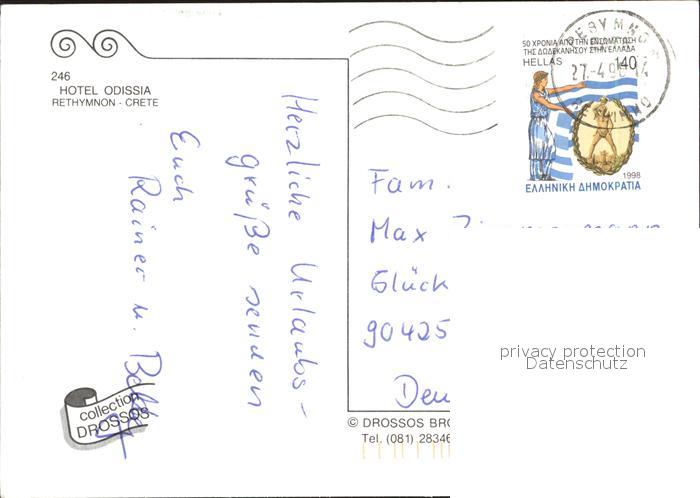 246
HOTEL ODISSIA
RETHYMNON - CRETE
Herzliche Urlaubs-
grüße senden
Euch
Rainer u.
collection
DROSSOS
50 ΧΡΟΝΙΑ ΑΠΟ ΤΗΝ ΕΝΣΩΜΑΤΩΣΗ
ΤΗΣ ΔΩΔΕΚΑΝΗΣΟΥ ΣΤΗΝ ΕΛΛΑΔΑ
HELLAS 140
1998
ΕΛΛΗΝΙΚΗ ΔΗΜΟΚΡΑΤΙΑ
Fam.
Max
Glück
90425
Deu
privacy protection
Datenschutz
© DROSSOS BRO
Tel. (081) 28346